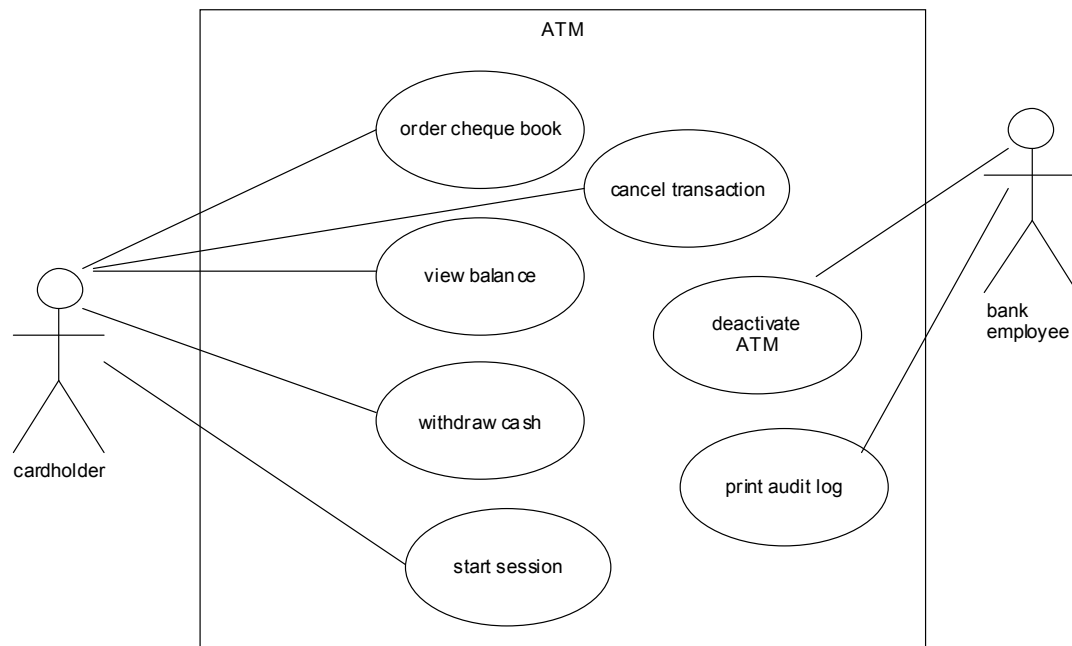 ATM
order cheque book
cancel transaction
view balance
deactivate
ATM
bank
employee
withdraw cash
cardholder
print audit log
start session